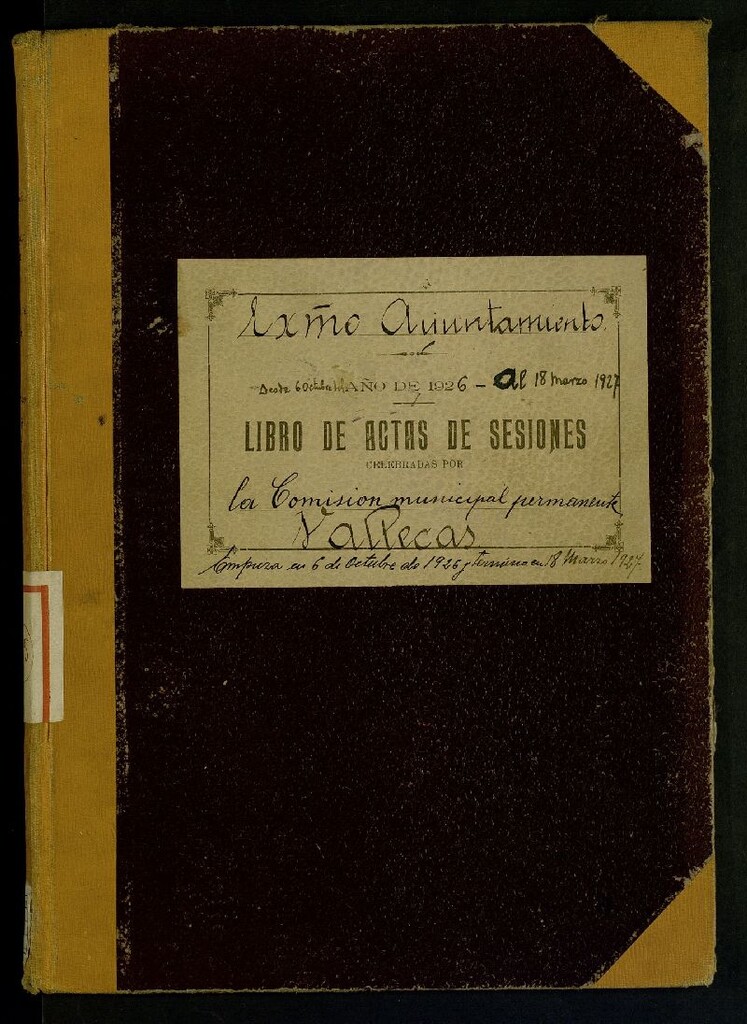 Exmo Ayuntamiento
Desde 6 Octubre AÑO DE 1926 - Al 18 Marzo 1927
LIBRO DE ACTAS DE SESIONES
CELEBRADAS POR
la Comision municipal permanente
Vallecas
Empieza en 6 de Octubre de 1926 y termina en 18 Marzo 1927